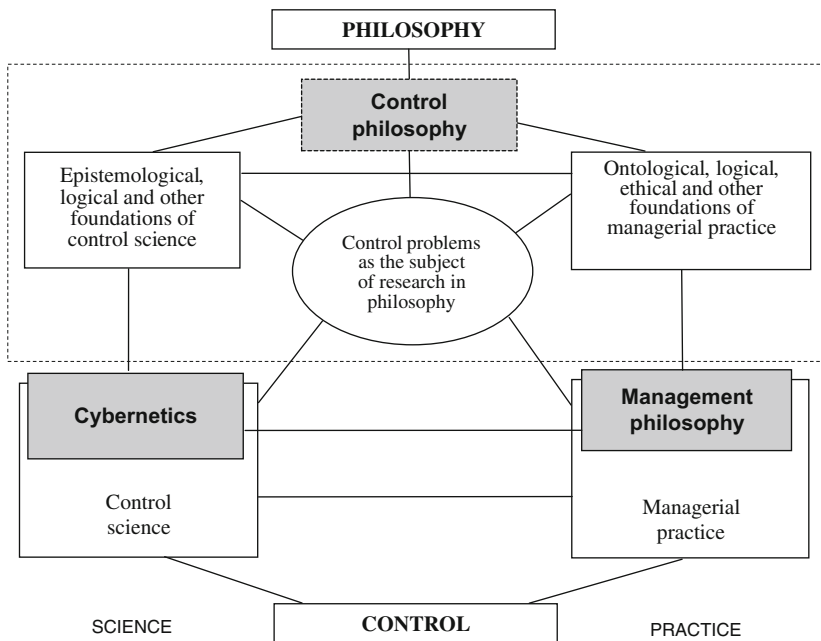 PHILOSOPHY
Control
philosophy
Epistemological,
logical and other
foundations of
control science
Ontological, logical,
ethical and other
foundations of
managerial practice
Control problems
as the subject
of research in
philosophy
Cybernetics
Management
philosophy
Control
science
Managerial
practice
SCIENCE
CONTROL
PRACTICE